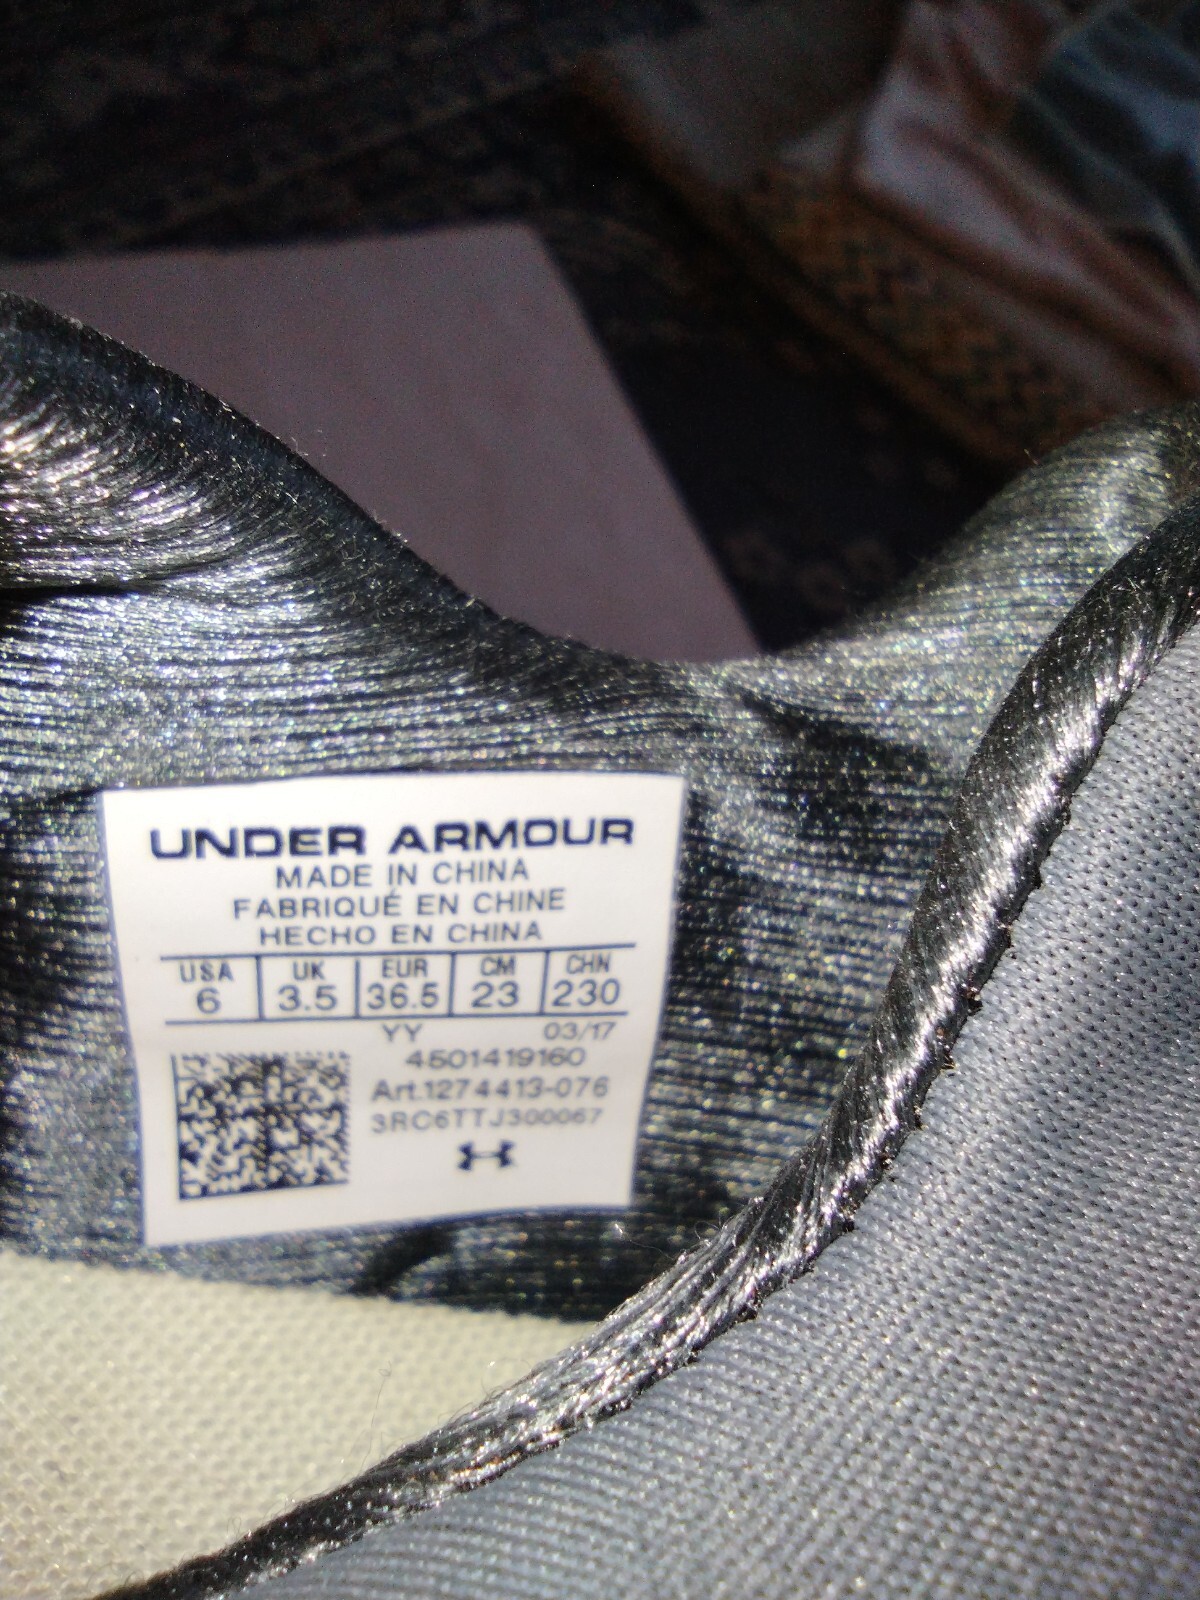 UNDER ARMOUR
MADE IN CHINA
FABRIQUÉ EN CHINE
HECHO EN CHINA
USA UK EUR CM CHN
6 3.5 36.5 23 230
YY 03/17
4501419160
Art.1274413-076
3RC6TTJ300067